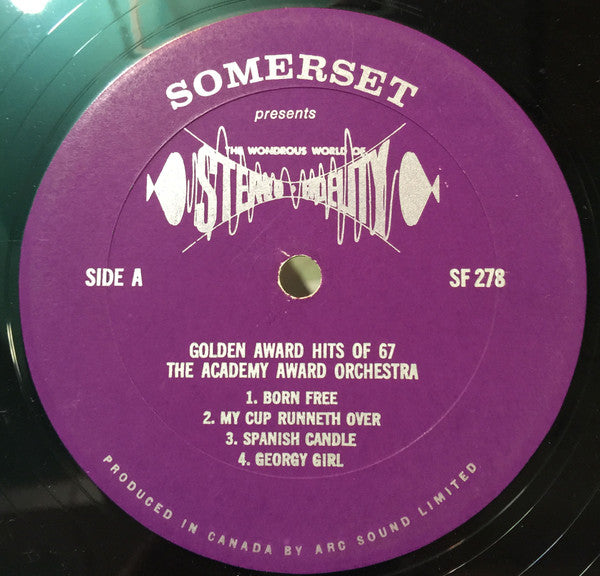 SOMERSET
presents
THE WONDROUS WORLD OF
STEREO-FIDELITY
SIDE A
SF 278
GOLDEN AWARD HITS OF 67
THE ACADEMY AWARD ORCHESTRA
1. BORN FREE
2. MY CUP RUNNETH OVER
3. SPANISH CANDLE
4. GEORGY GIRL
PRODUCED IN CANADA BY ARC SOUND LIMITED